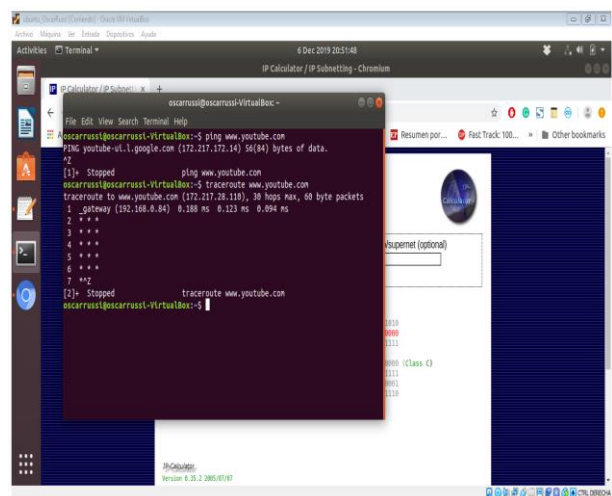 ubuntu_OscarRussi [Corriendo] - Oracle VM VirtualBox
Archivo Máquina Ver Entrada Dispositivos Ayuda
Activities Terminal 6 Dec 2019 20:51:48
IP Calculator / IP Subnetting - Chromium
IP Calculator / IP Subnetti x +
oscarrussi@oscarrussi-VirtualBox: ~
File Edit View Search Terminal Help
Resumen por... Fast Track: 100... » Other bookmarks
oscarrussi@oscarrussi-VirtualBox:~$ ping www.youtube.com
PING youtube-ui.l.google.com (172.217.172.14) 56(84) bytes of data.
^Z
[1]+ Stopped ping www.youtube.com
oscarrussi@oscarrussi-VirtualBox:~$ traceroute www.youtube.com
traceroute to www.youtube.com (172.217.28.110), 30 hops max, 60 byte packets
1 _gateway (192.168.0.84) 0.188 ms 0.123 ms 0.094 ms
2 * * *
3 * * *
4 * * *
5 * * *
6 * * *
7 *^Z
[2]+ Stopped traceroute www.youtube.com
oscarrussi@oscarrussi-VirtualBox:~$
/supernet (optional)
1010
0000
1111
0000 (Class C)
1111
0001
1110
IP Calculator
Version 0.35.2 2005/07/07
CTRL DERECHA